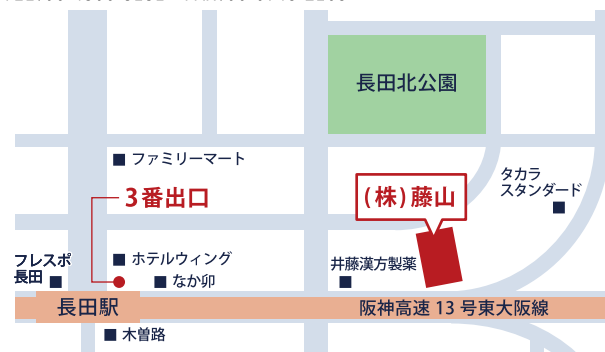 長田北公園
ファミリーマート
タカラ
スタンダード
3番出口
(株)藤山
フレスポ
長田
ホテルウィング
なか卯
井藤漢方製薬
長田駅
阪神高速 13 号東大阪線
木曽路